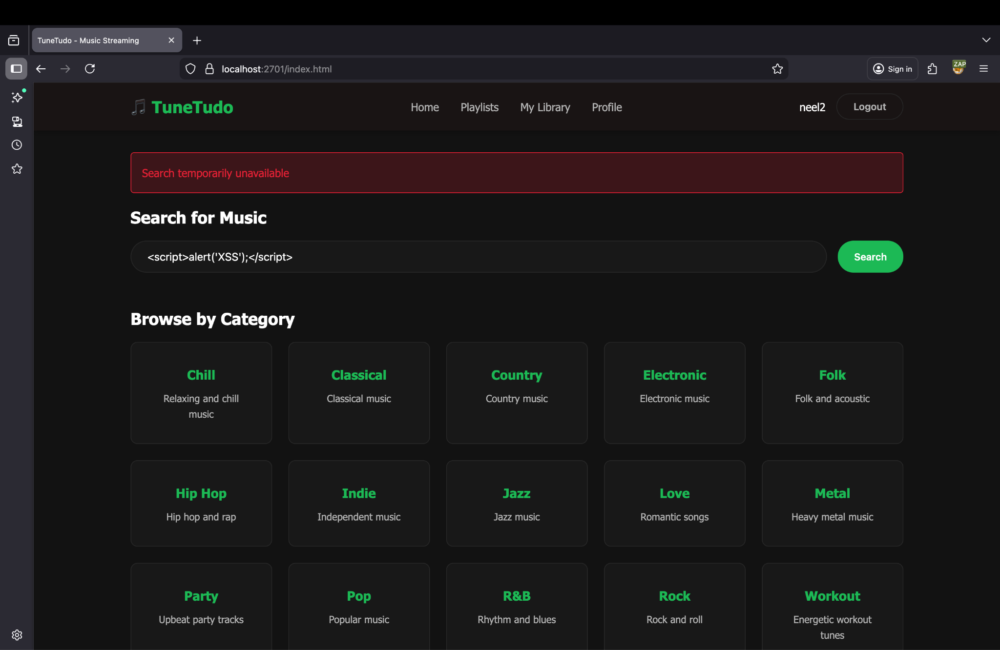 TuneTudo - Music Streaming
localhost:2701/index.html
Sign in
ZAP
TuneTudo
Home
Playlists
My Library
Profile
neel2
Logout
Search temporarily unavailable
Search for Music
<script>alert('XSS');</script>
Search
Browse by Category
Chill
Relaxing and chill
music
Classical
Classical music
Country
Country music
Electronic
Electronic music
Folk
Folk and acoustic
Hip Hop
Hip hop and rap
Indie
Independent music
Jazz
Jazz music
Love
Romantic songs
Metal
Heavy metal music
Party
Upbeat party tracks
Pop
Popular music
R&B
Rhythm and blues
Rock
Rock and roll
Workout
Energetic workout
tunes